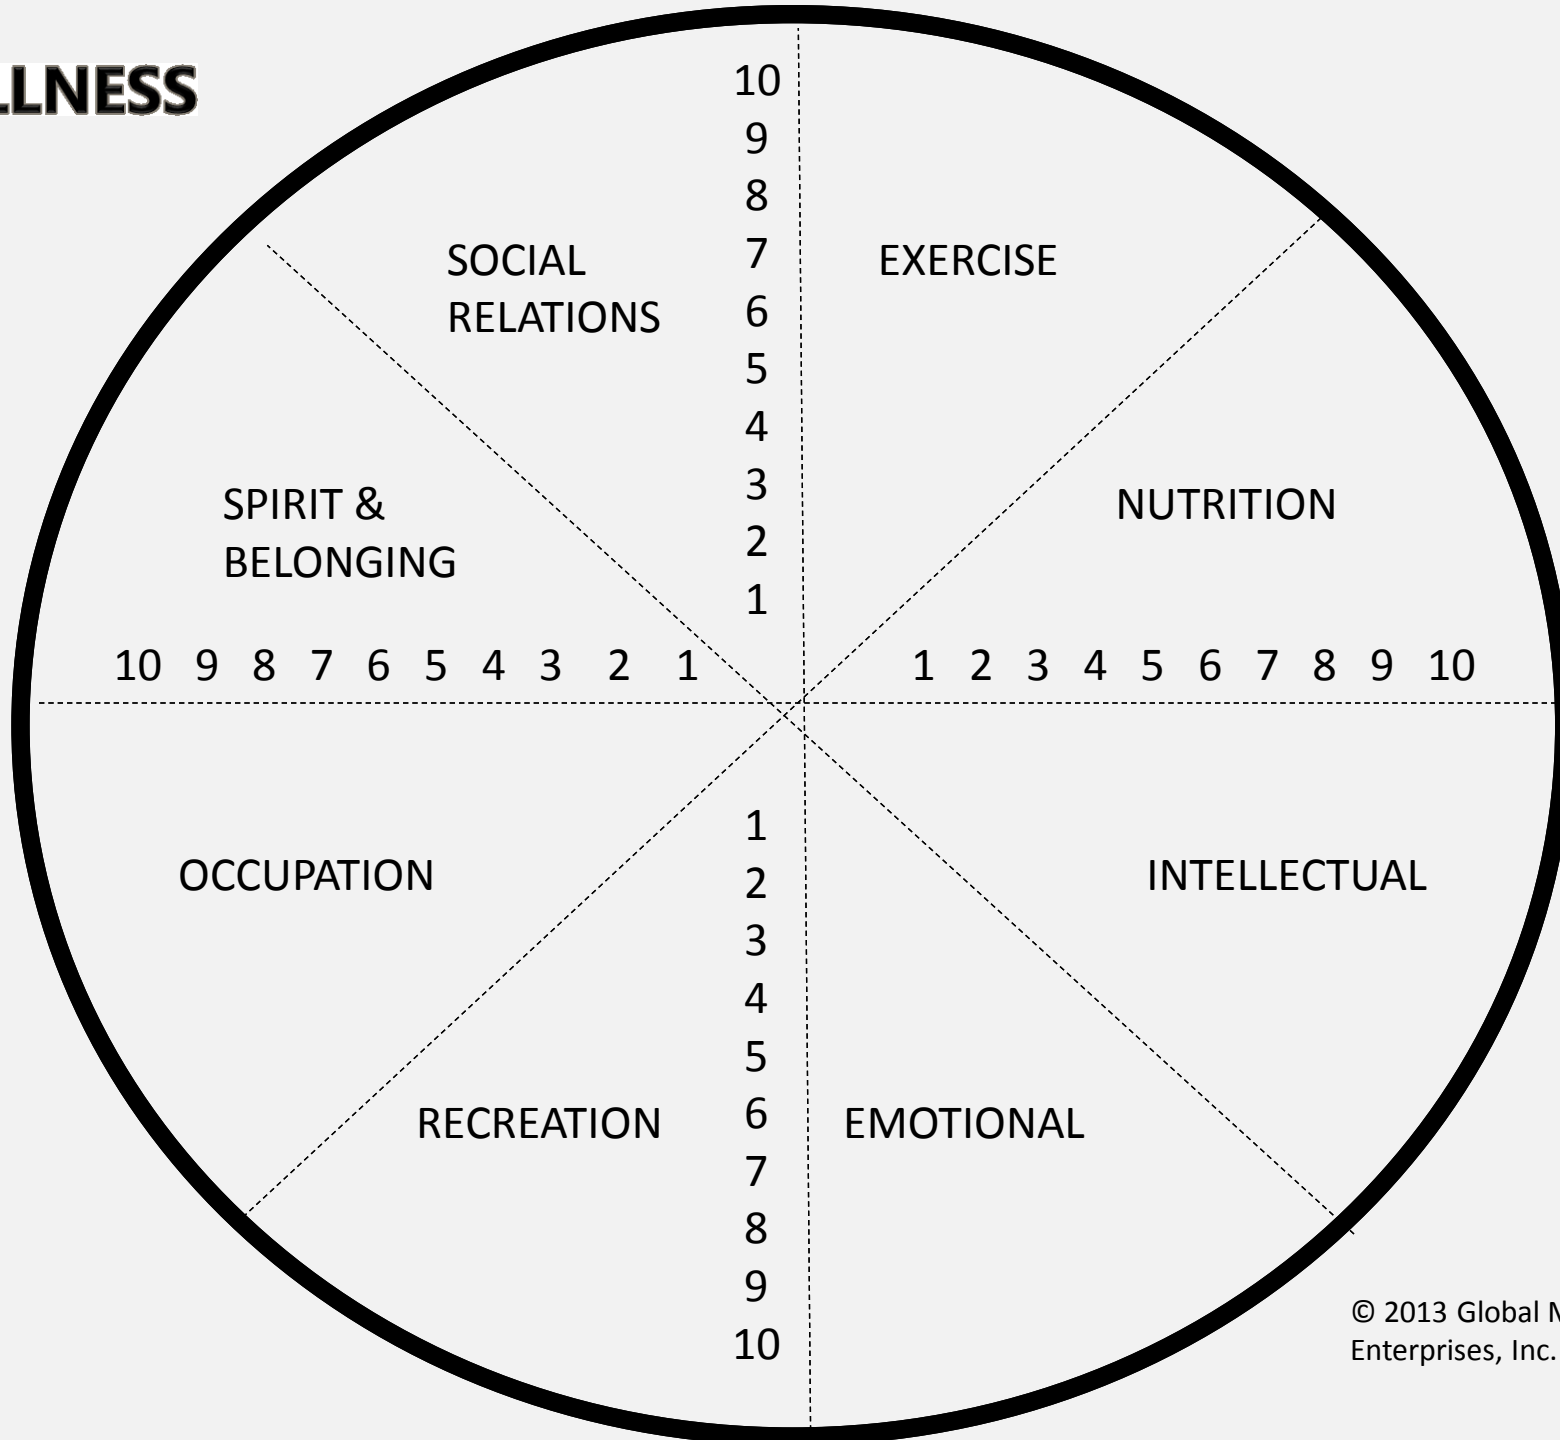 LLNESS
10
9
8
7
6
5
4
3
2
1
SOCIAL
RELATIONS
EXERCISE
SPIRIT &
BELONGING
NUTRITION
10 9 8 7 6 5 4 3 2 1
1 2 3 4 5 6 7 8 9 10
OCCUPATION
INTELLECTUAL
1
2
3
4
5
6
7
8
9
10
RECREATION
EMOTIONAL
© 2013 Global
Enterprises, Inc.